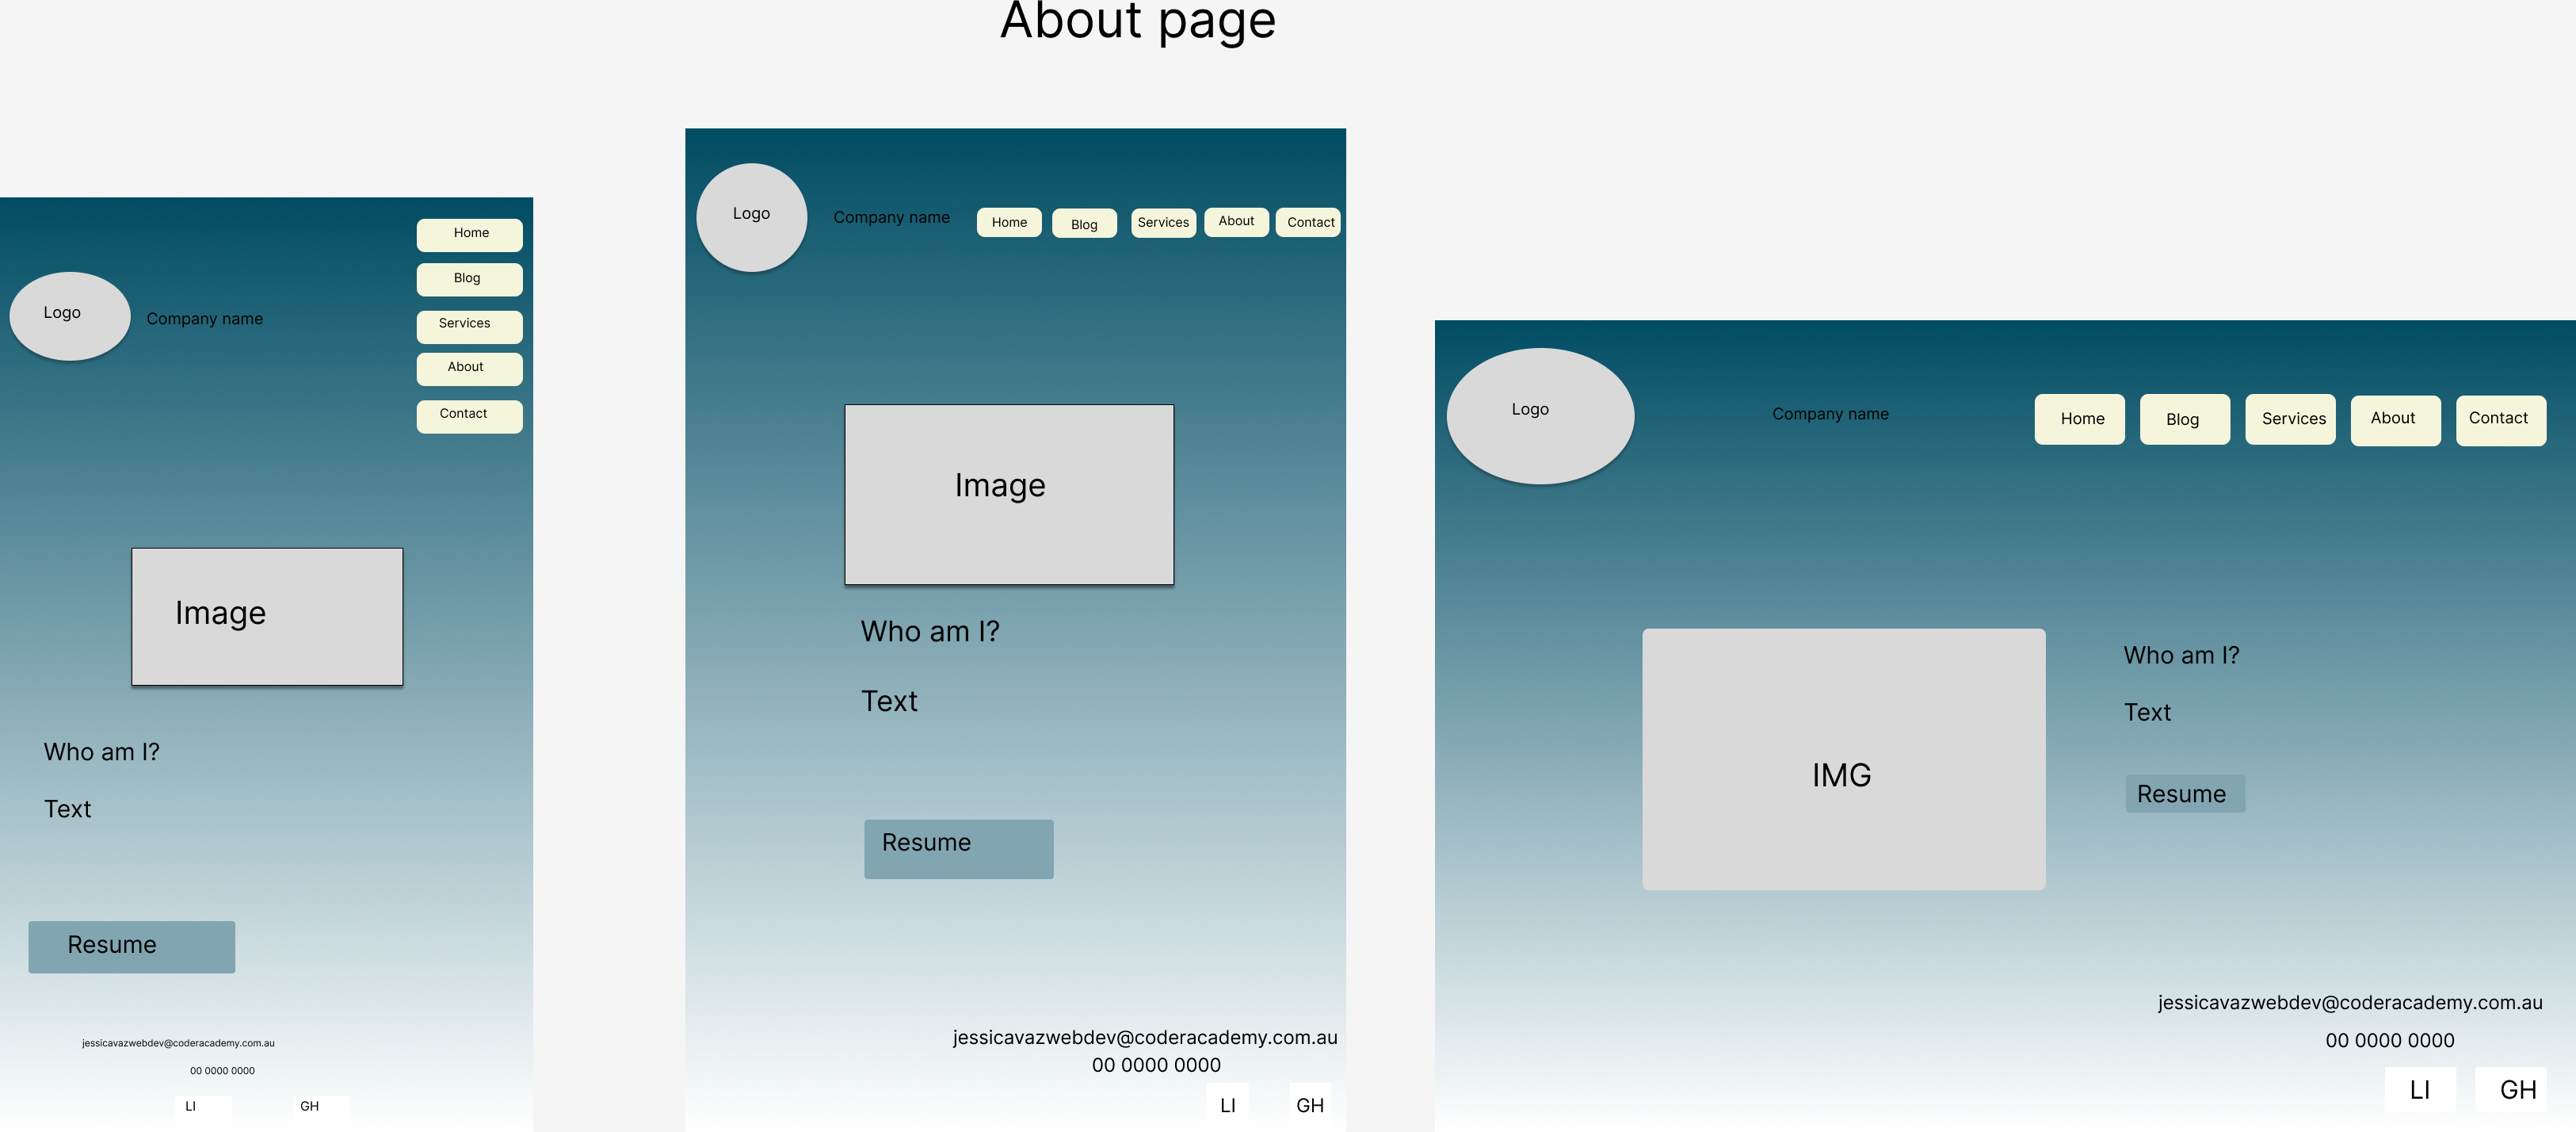 About page
Home
Blog
Logo
Company name
Services
About
Contact
Image
Who am I?
Text
Resume
jessicavazwebdev@coderacademy.com.au
00 0000 0000
LI GH
Logo
Company name
Home Blog Services About Contact
Image
Who am I?
Text
Resume
jessicavazwebdev@coderacademy.com.au
00 0000 0000
LI GH
Logo
Company name
Home Blog Services About Contact
IMG
Who am I?
Text
Resume
jessicavazwebdev@coderacademy.com.au
00 0000 0000
LI GH